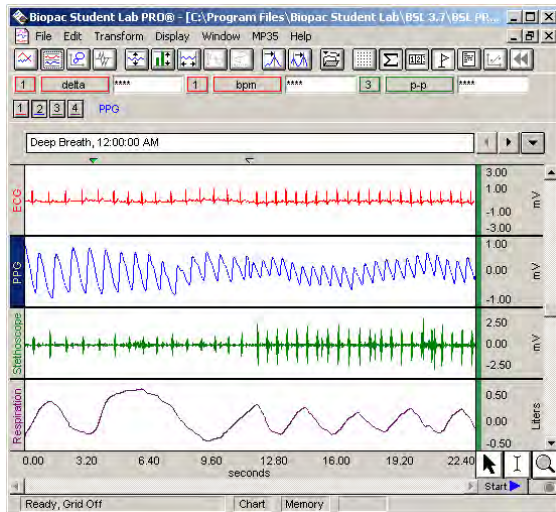 Biopac Student Lab PRO® - [C:\Program Files\Biopac Student Lab\BSL 3.7\BSL PP...
File Edit Transform Display Window MP35 Help
1 delta **** 1 bpm **** 3 p-p ****
1 2 3 4 PPG
Deep Breath, 12:00:00 AM
ECG
3.00
1.00
-1.00
-3.00
mV
PPG
1.00
0.00
-1.00
mV
Stethoscope
2.50
0.00
-2.50
mV
Respiration
0.50
0.00
-0.50
Liters
0.00 3.20 6.40 9.60 12.80 16.00 19.20 22.40
seconds
Start
Ready, Grid Off Chart Memory